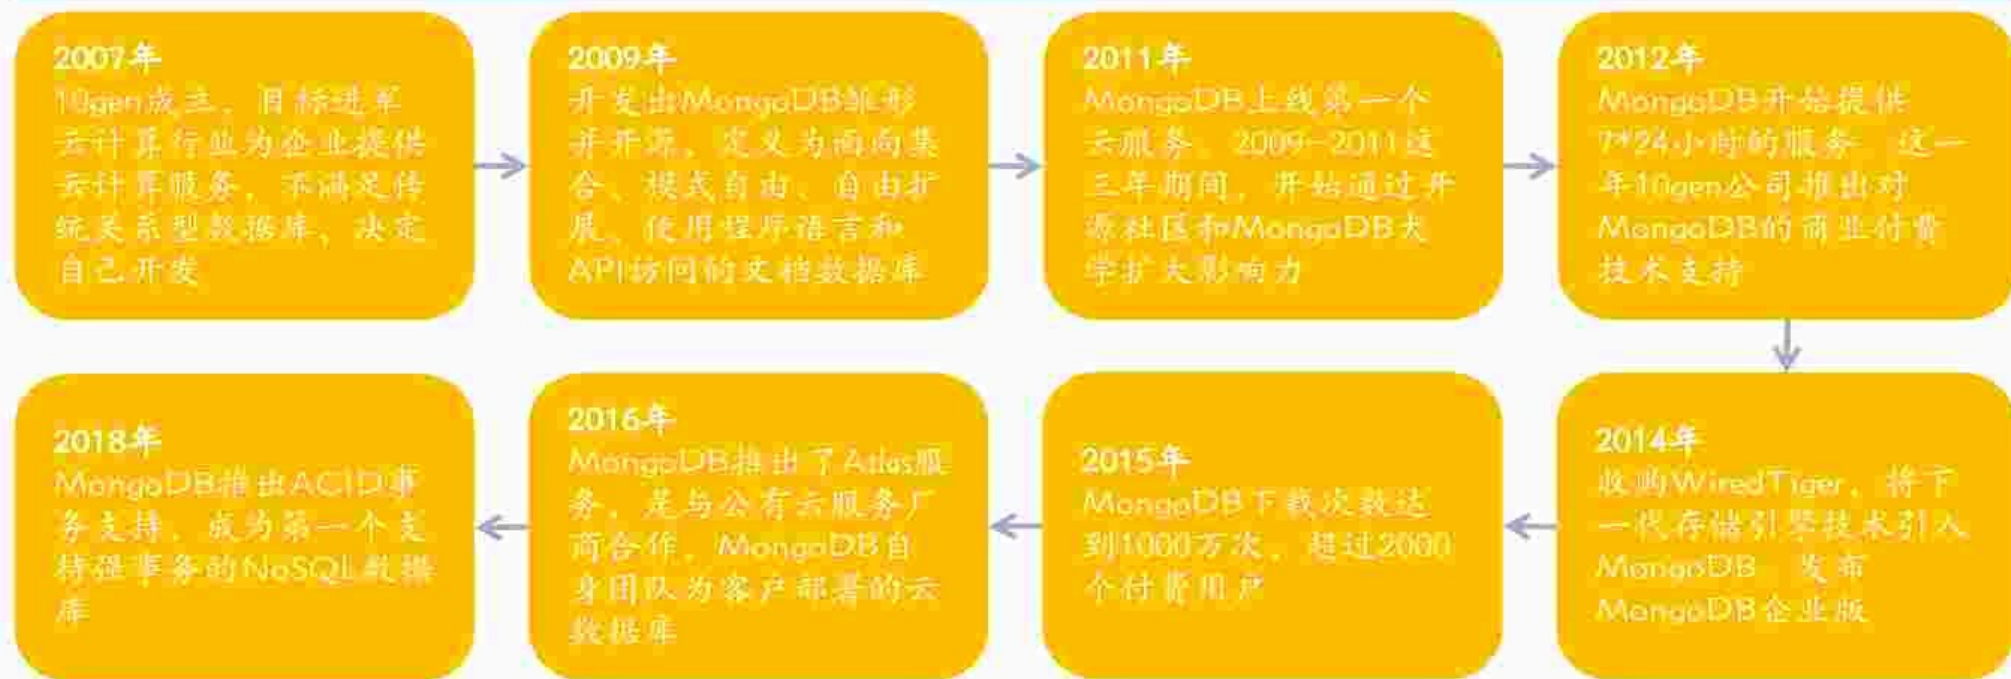 2007年
10gen成立，目标进军
云计算行业为企业提供
云计算服务，不满足传
统关系型数据库，决定
自己开发
2009年
开发出MongoDB雏形
并开源，定义为面向集
合、模式自由、自由扩
展、使用程序语言和
API访问的文档数据库
2011年
MongoDB上线第一个
云服务，2009-2011这
三年期间，开始通过开
源社区和MongoDB大
学扩大影响力
2012年
MongoDB开始提供
7*24小时的服务，这一
年10gen公司推出对
MongoDB的商业付费
技术支持
2014年
收购WiredTiger，将下
一代存储引擎技术引入
MongoDB，发布
MongoDB企业版
2015年
MongoDB下载次数达
到1000万次，超过2000
个付费用户
2016年
MongoDB推出了Atlas服
务，是与公有云服务厂
商合作，MongoDB自
身团队为客户部署的云
数据库
2018年
MongoDB推出ACID事
务支持，成为第一个支
持强事务的NoSQL数据
库